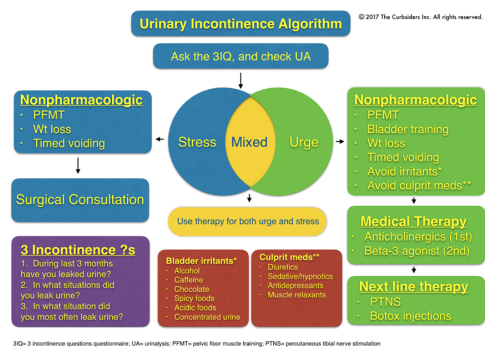 Urinary Incontinence Algorithm
© 2017 The Curbsiders Inc. All rights reserved.
Ask the 3IQ, and check UA
Nonpharmacologic
· PFMT
· Wt loss
· Timed voiding
Surgical Consultation
Stress
Mixed
Urge
Use therapy for both urge and stress
Nonpharmacologic
· PFMT
· Bladder training
· Wt loss
· Timed voiding
· Avoid irritants*
· Avoid culprit meds**
Medical Therapy
· Anticholinergics (1st)
· Beta-3 agonist (2nd)
Next line therapy
· PTNS
· Botox injections
3 Incontinence ?s
1. During last 3 months
have you leaked urine?
2. In what situations did
you leak urine?
3. In what situation did
you most often leak urine?
Bladder irritants*
· Alcohol
· Caffeine
· Chocolate
· Spicy foods
· Acidic foods
· Concentrated urine
Culprit meds**
· Diuretics
· Sedative/hypnotics
· Antidepressants
· Muscle relaxants
3IQ= 3 incontinence questions questionnaire; UA= urinalysis; PFMT= pelvic floor muscle training; PTNS= percutaneous tibial nerve stimulation